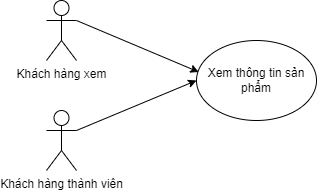 Khách hàng xem
Xem thông tin sản
phẩm
Khách hàng thành viên